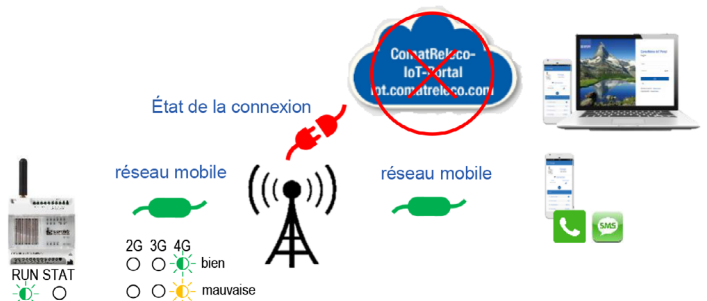 ComatReleco-
IoT-Portal
iot.comatreleco.com
État de la connexion
réseau mobile
réseau mobile
2G 3G 4G
bien
mauvaise
RUN STAT
SMS